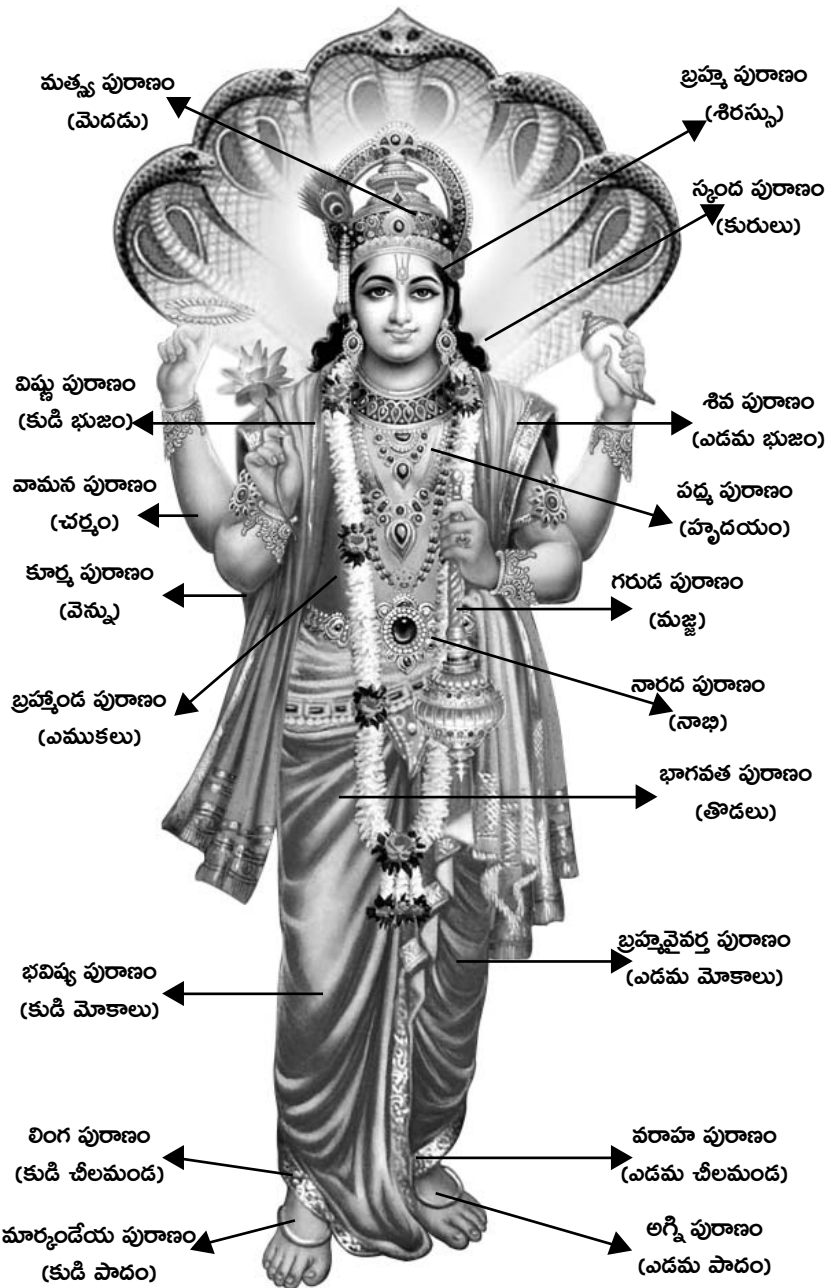 మత్స్య పురాణం
(మెదడు)
బ్రహ్మ పురాణం
(శిరస్సు)
స్కంద పురాణం
(కురులు)
విష్ణు పురాణం
(కుడి భుజం)
శివ పురాణం
(ఎడమ భుజం)
వామన పురాణం
(చర్మం)
పద్మ పురాణం
(హృదయం)
కూర్మ పురాణం
(వెన్ను)
గరుడ పురాణం
(మజ్జ)
బ్రహ్మాండ పురాణం
(ఎముకలు)
నారద పురాణం
(నాభి)
భాగవత పురాణం
(తొడలు)
భవిష్య పురాణం
(కుడి మోకాలు)
బ్రహ్మవైవర్త పురాణం
(ఎడమ మోకాలు)
లింగ పురాణం
(కుడి చీలమండ)
వరాహ పురాణం
(ఎడమ చీలమండ)
మార్కండేయ పురాణం
(కుడి పాదం)
అగ్ని పురాణం
(ఎడమ పాదం)